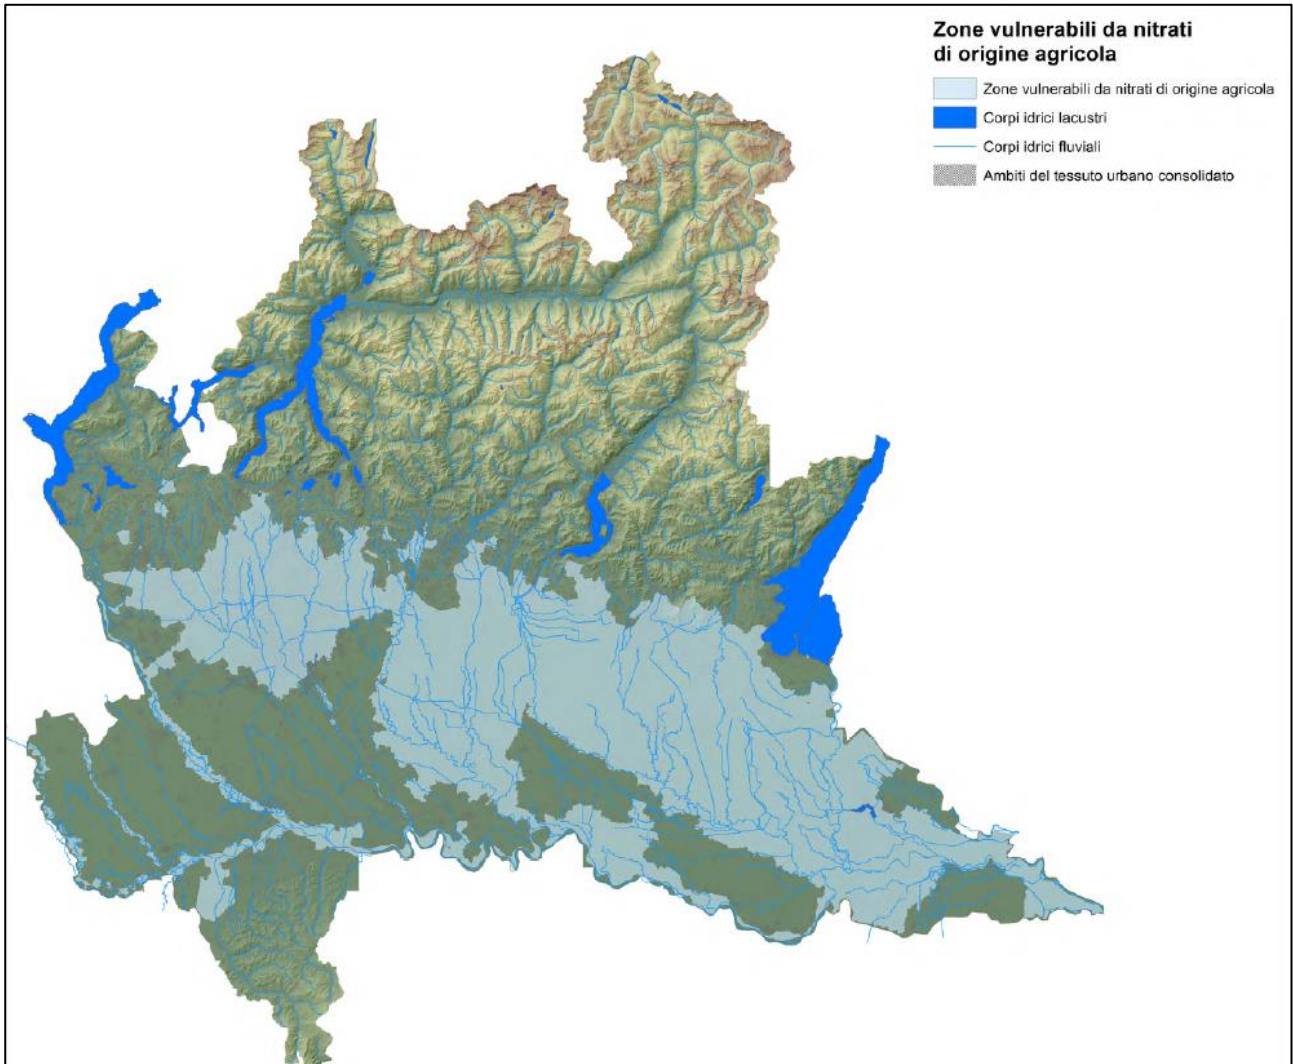 Zone vulnerabili da nitrati
di origine agricola
Zone vulnerabili da nitrati di origine agricola
Corpi idrici lacustri
Corpi idrici fluviali
Ambiti del tessuto urbano consolidato